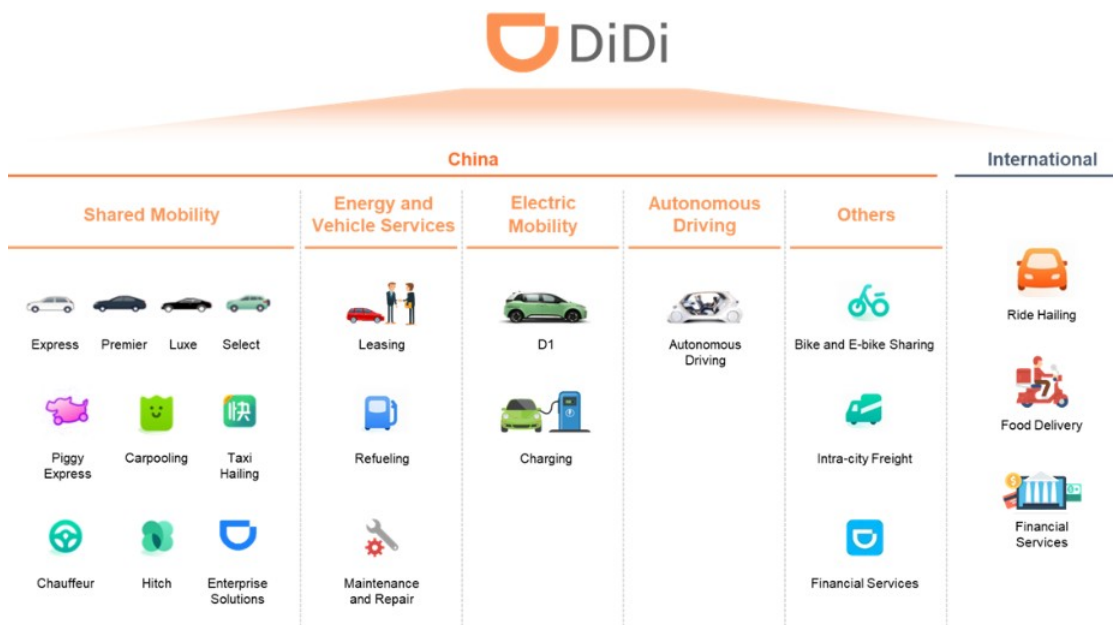 DiDi
China
International
Shared Mobility
Energy and
Vehicle Services
Electric
Mobility
Autonomous
Driving
Others
Express
Premier
Luxe
Select
Leasing
D1
Autonomous
Driving
Bike and E-bike Sharing
Ride Hailing
快
Piggy
Express
Carpooling
Taxi
Hailing
Refueling
Charging
Intra-city Freight
Food Delivery
Chauffeur
Hitch
Enterprise
Solutions
Maintenance
and Repair
Financial Services
Financial
Services